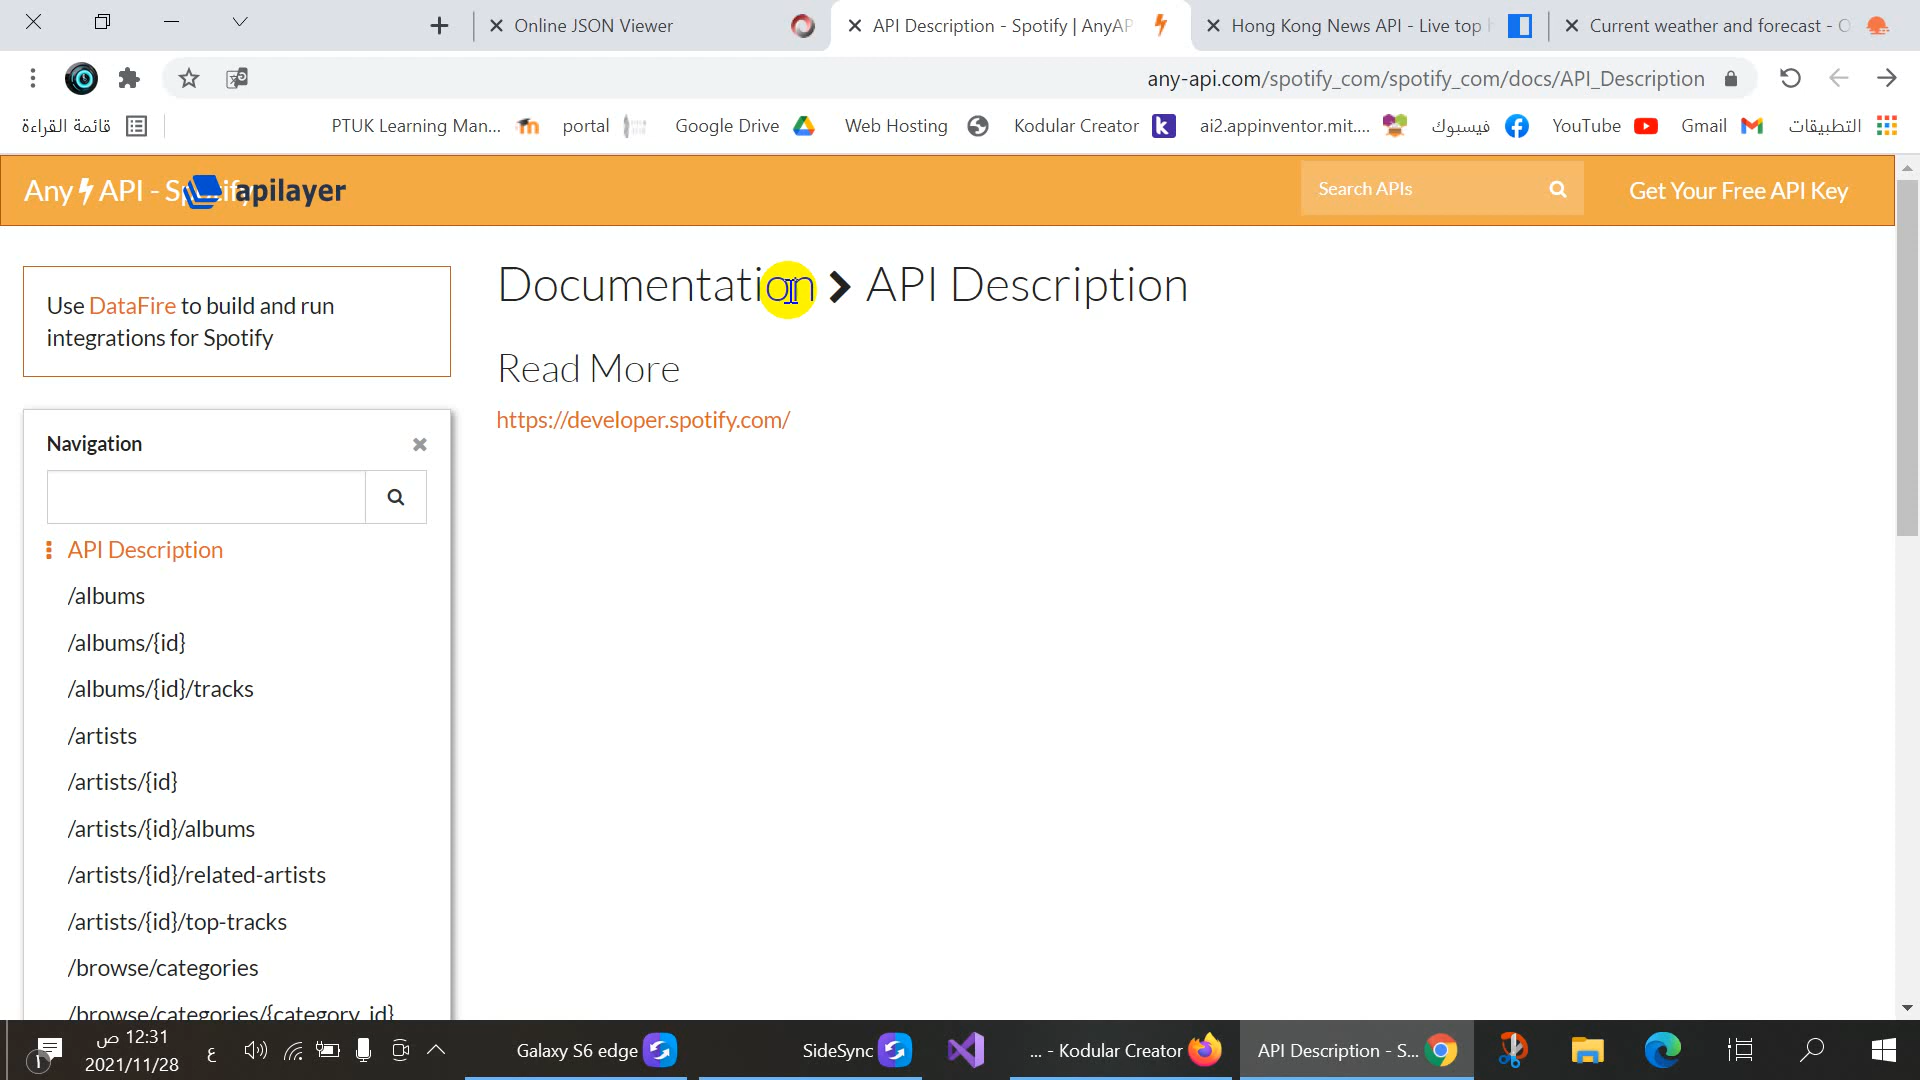 Online JSON Viewer
API Description - Spotify | AnyAP
Hong Kong News API - Live top h
Current weather and forecast - O
any-api.com/spotify_com/spotify_com/docs/API_Description
قائمة القراءة
PTUK Learning Man...
portal
Google Drive
Web Hosting
Kodular Creator
ai2.appinventor.mit....
فيسبوك
YouTube
Gmail
التطبيقات
Any API - Spotify
apilayer
Search APIs
Get Your Free API Key
Use DataFire to build and run
integrations for Spotify
Documentation > API Description
Read More
https://developer.spotify.com/
Navigation
API Description
/albums
/albums/{id}
/albums/{id}/tracks
/artists
/artists/{id}
/artists/{id}/albums
/artists/{id}/related-artists
/artists/{id}/top-tracks
/browse/categories
/browse/categories/{category_id}
١
12:31 ص
2021/11/28
ع
Galaxy S6 edge
SideSync
... - Kodular Creator
API Description - S...